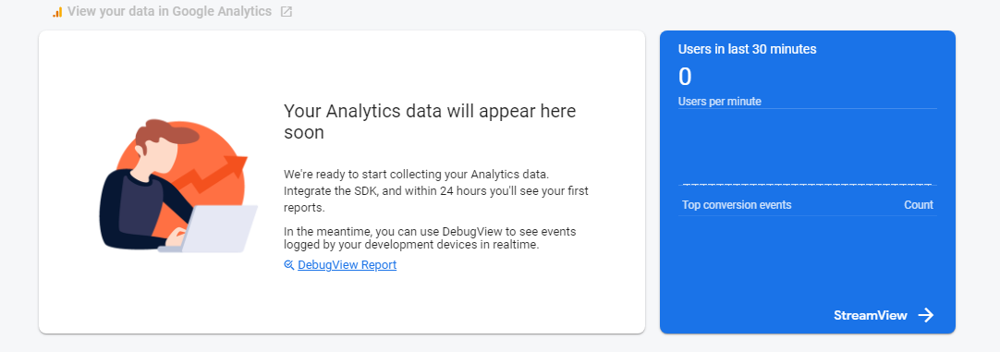 View your data in Google Analytics
Your Analytics data will appear here
soon
We're ready to start collecting your Analytics data.
Integrate the SDK, and within 24 hours you'll see your first
reports.
In the meantime, you can use DebugView to see events
logged by your development devices in realtime.
DebugView Report
Users in last 30 minutes
0
Users per minute
Top conversion events Count
StreamView